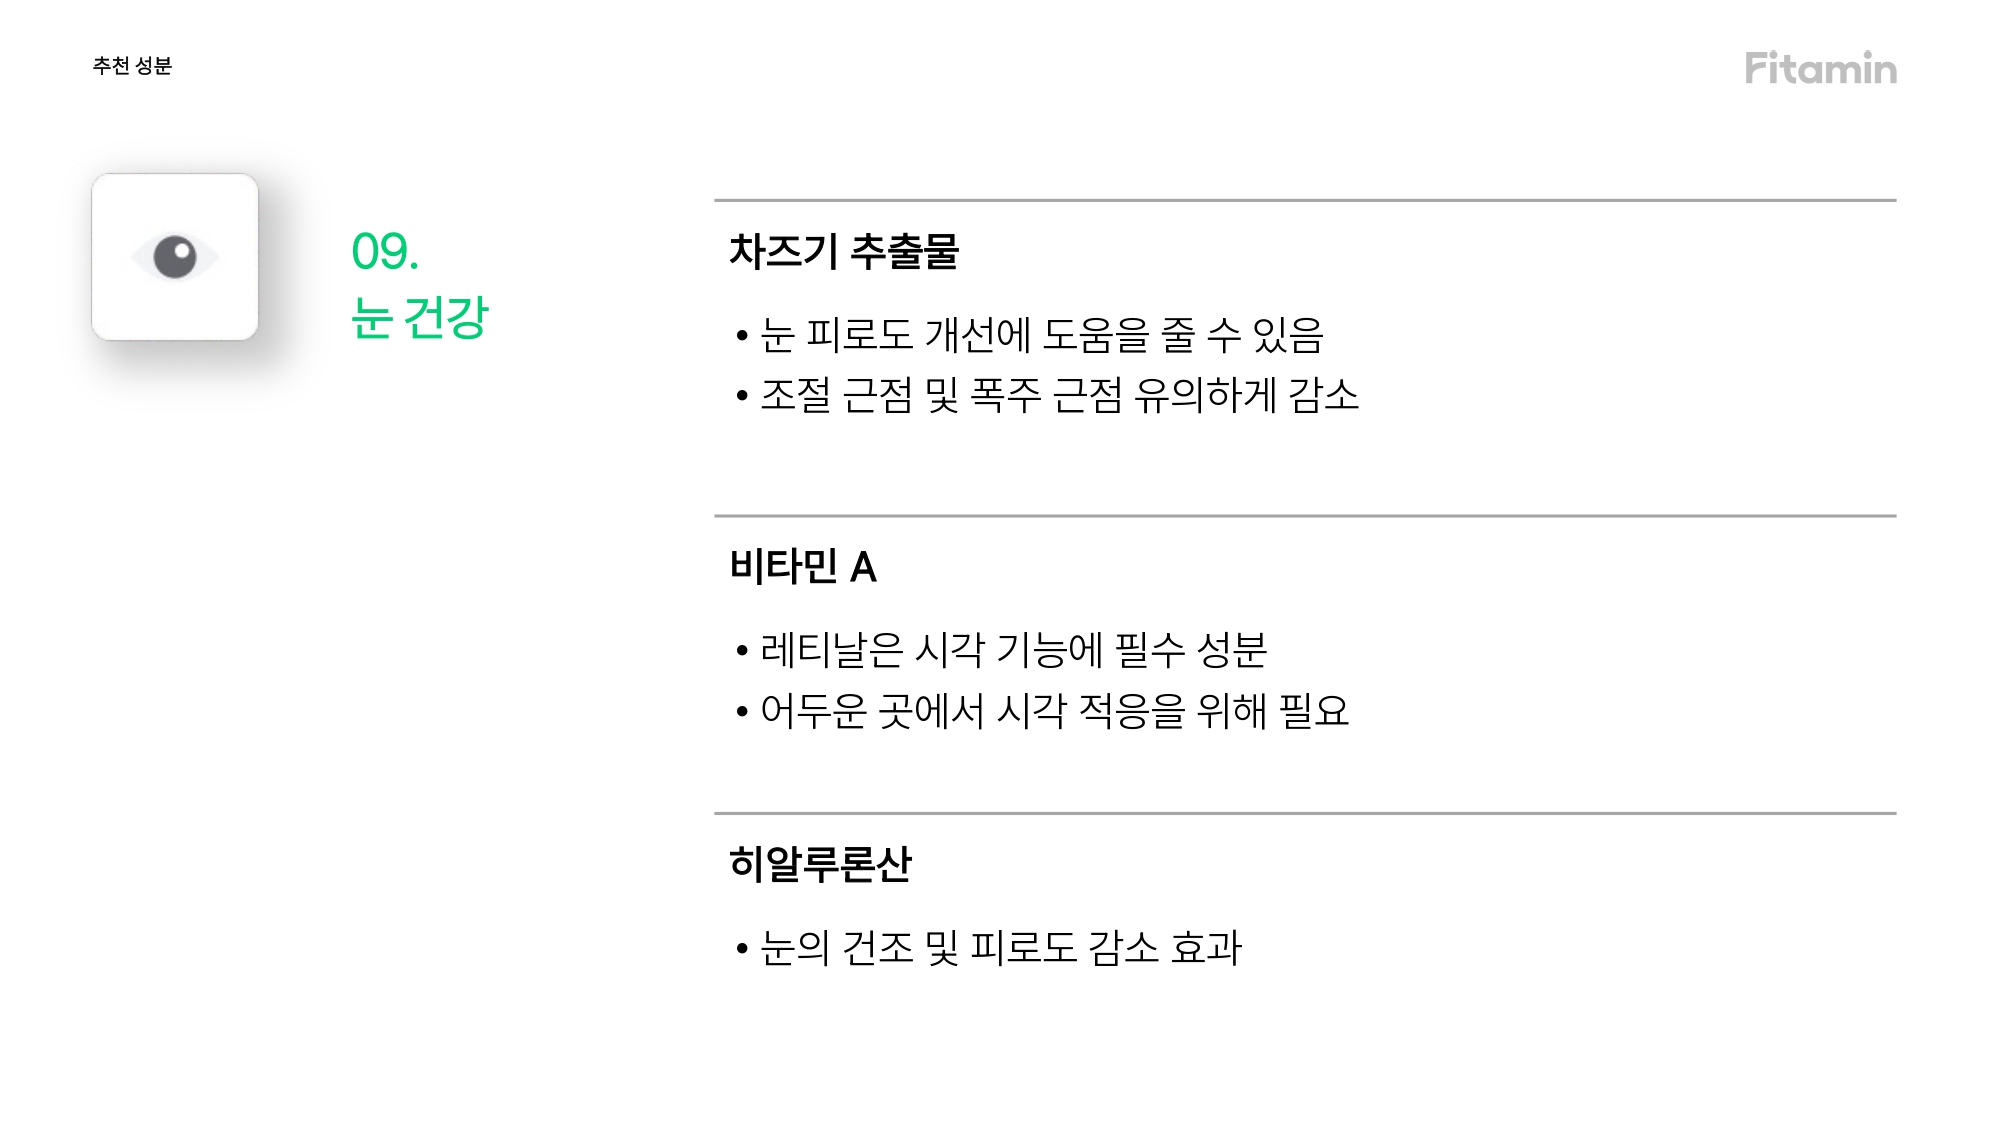 추천 성분
Fitamin
09.
눈 건강
차즈기 추출물
• 눈 피로도 개선에 도움을 줄 수 있음
• 조절 근점 및 폭주 근점 유의하게 감소
비타민 A
• 레티날은 시각 기능에 필수 성분
• 어두운 곳에서 시각 적응을 위해 필요
히알루론산
• 눈의 건조 및 피로도 감소 효과